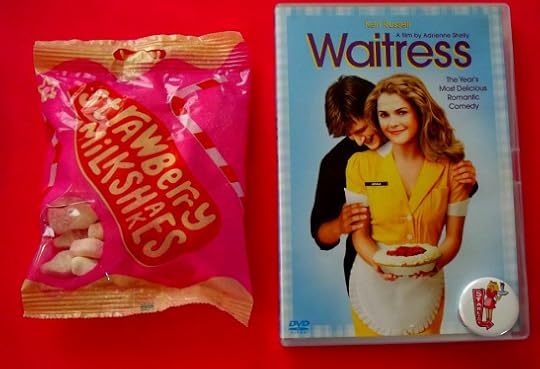 Strawberry
MiLKSHAKES
Keri Russell
A film by Adrienne Shelly
Waitress
The Year's
Most Delicious
Romantic
Comedy
DVD